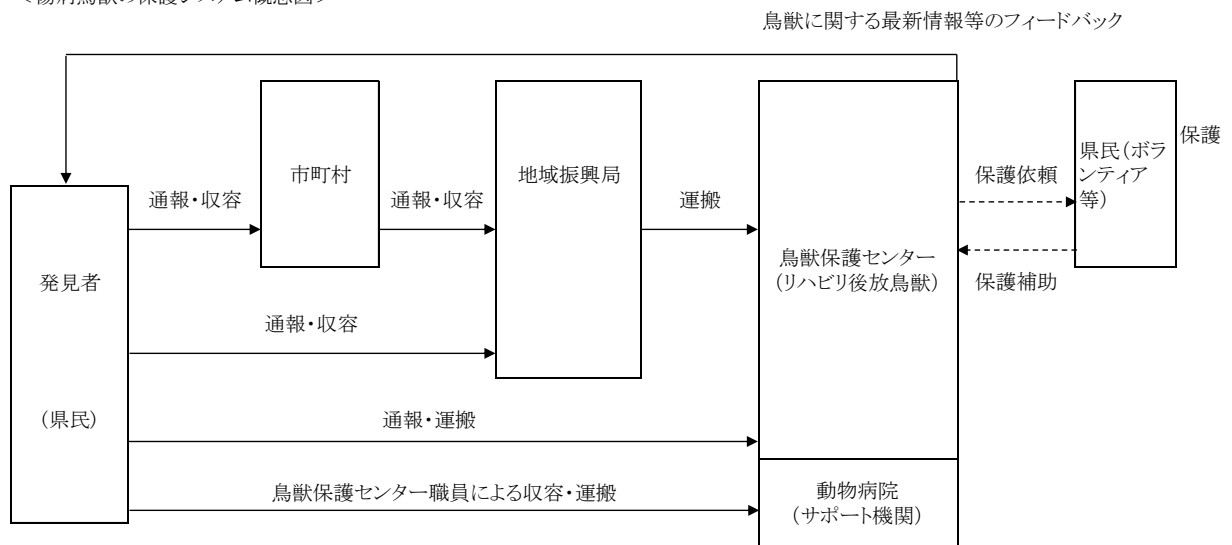 鳥獣に関する最新情報等のフィードバック
市町村
地域振興局
保護
県民(ボラ
ンティア
等)
通報・収容
通報・収容
運搬
保護依頼
発見者
鳥獣保護センター
(リハビリ後放鳥獣)
保護補助
通報・収容
(県民)
通報・運搬
鳥獣保護センター職員による収容・運搬
動物病院
(サポート機関)